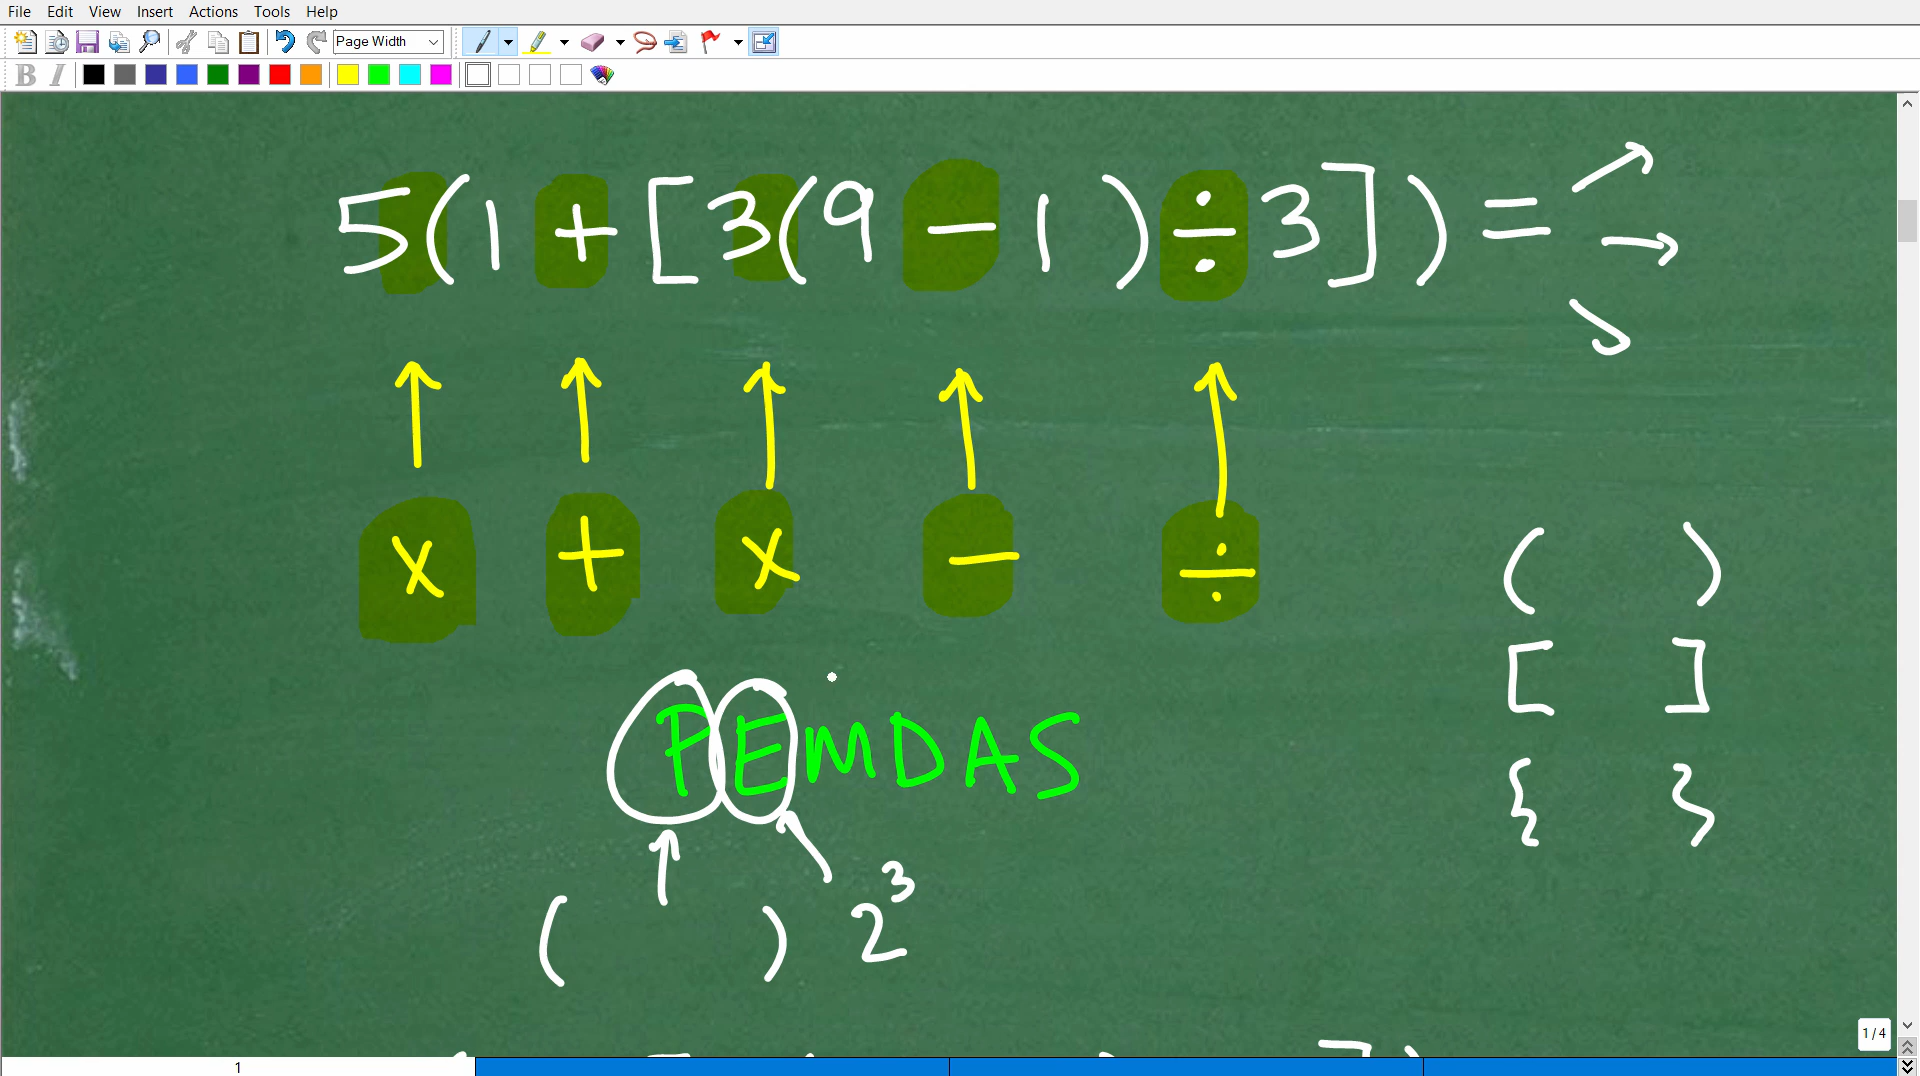 File Edit View Insert Actions Tools Help
Page Width
B I
5(1+[3(9-1)÷3])=
x + x - ÷
( )
[ ]
PEMDAS
{ }
( ) 2³
1 / 4
1